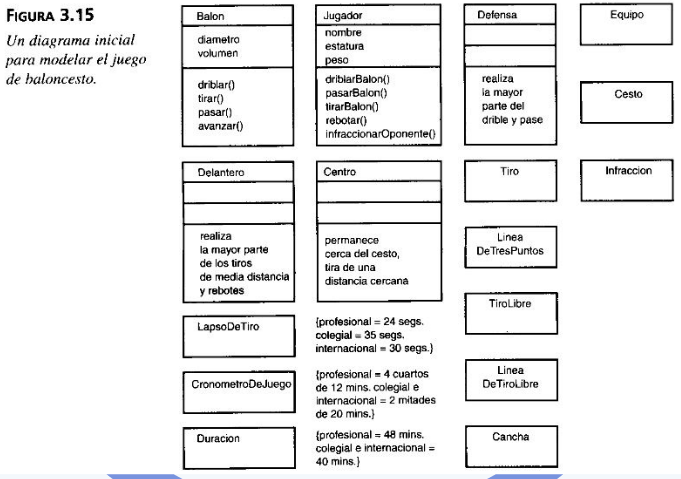 FIGURA 3.15
Un diagrama inicial
para modelar el juego
de baloncesto.
Balon
diametro
volumen
driblar()
tirar()
pasar()
avanzar()
Jugador
nombre
estatura
peso
driblarBalon()
pasarBalon()
tirarBalon()
rebotar()
infraccionarOponente()
Defensa
realiza
la mayor
parte del
drible y pase
Equipo
Cesto
Delantero
realiza
la mayor parte
de los tiros
de media distancia
y rebotes
Centro
permanece
cerca del cesto,
tira de una
distancia cercana
Tiro
Infraccion
Linea
DeTresPuntos
LapsoDeTiro
{profesional = 24 segs.
colegial = 35 segs.
internacional = 30 segs.}
TiroLibre
CronometroDeJuego
{profesional = 4 cuartos
de 12 mins. colegial e
internacional = 2 mitades
de 20 mins.}
Linea
DeTiroLibre
Duracion
{profesional = 48 mins.
colegial e internacional =
40 mins.}
Cancha